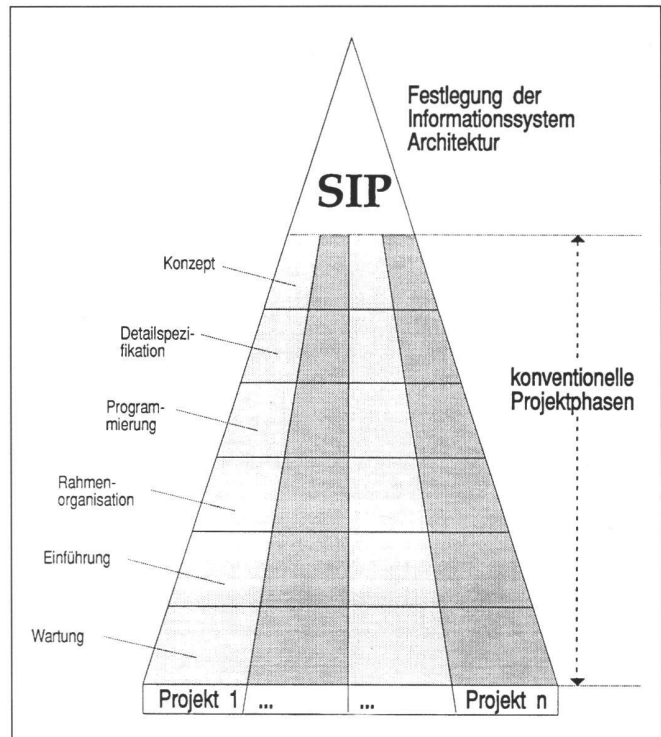 Festlegung der
Informationssystem
Architektur
SIP
Konzept
Detailspezi-
fikation
Program-
mierung
Rahmen-
organisation
Einführung
Wartung
konventionelle
Projektphasen
Projekt 1 ... ... Projekt n